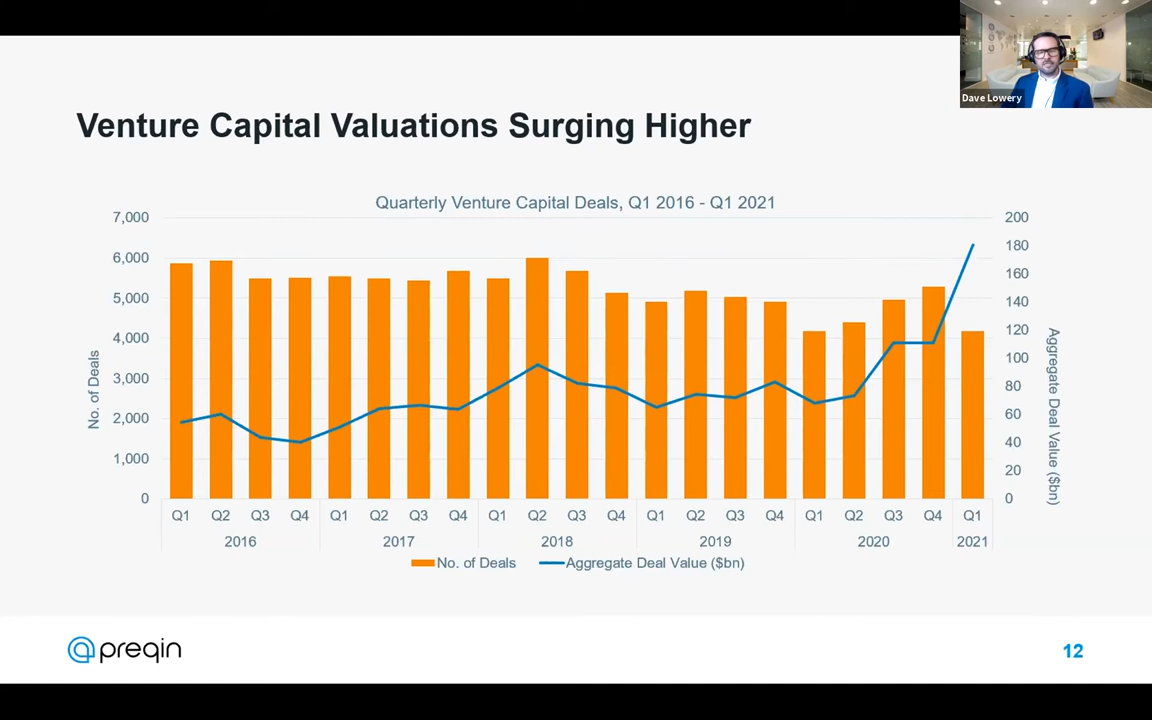 Dave Lowery
Venture Capital Valuations Surging Higher
Quarterly Venture Capital Deals, Q1 2016 - Q1 2021
7,000
6,000
5,000
4,000
3,000
2,000
1,000
0
No. of Deals
200
180
160
140
120
100
80
60
40
20
0
Aggregate Deal Value ($bn)
Q1 Q2 Q3 Q4 Q1 Q2 Q3 Q4 Q1 Q2 Q3 Q4 Q1 Q2 Q3 Q4 Q1 Q2 Q3 Q4 Q1
2016 2017 2018 2019 2020 2021
No. of Deals Aggregate Deal Value ($bn)
preqin
12